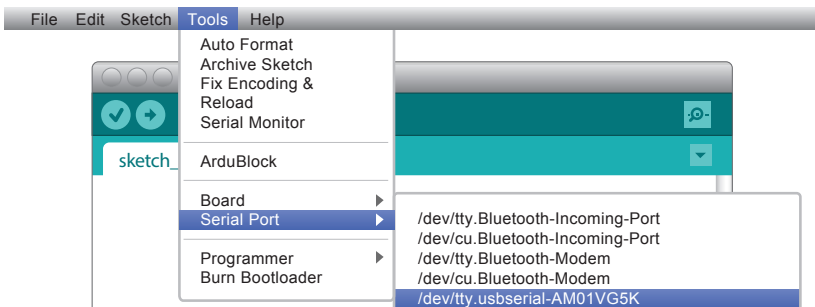 File Edit Sketch Tools Help
Auto Format
Archive Sketch
Fix Encoding &
Reload
Serial Monitor
sketch_
ArduBlock
Board
Serial Port
Programmer
Burn Bootloader
/dev/tty.Bluetooth-Incoming-Port
/dev/cu.Bluetooth-Incoming-Port
/dev/tty.Bluetooth-Modem
/dev/cu.Bluetooth-Modem
/dev/tty.usbserial-AM01VG5K